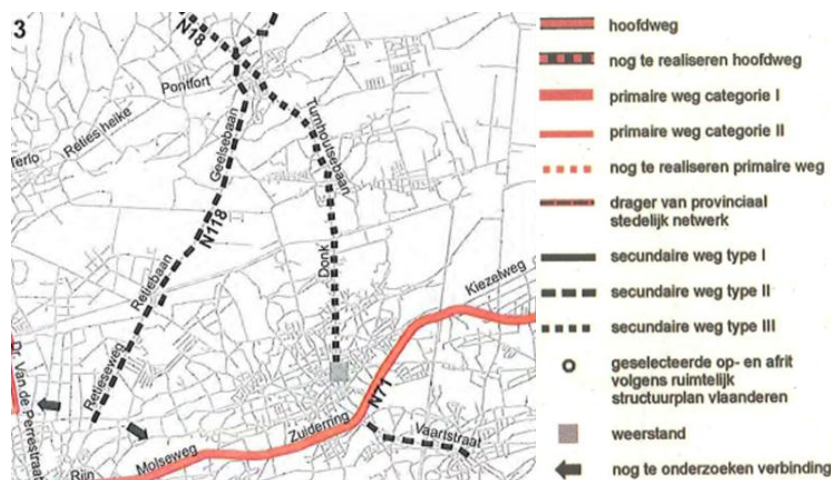 3
N18
Pontfort
Reties heike
Terlo
Geelsebaan
Turnhoutsebaan
N118
Donk
Retiebaan
Kiezelweg
Retieseweg
Dr. Van de Perrestraat
N71
Zuiderring
Vaartstraat
Molseweg
Rijn
hoofdweg
nog te realiseren hoofdweg
primaire weg categorie I
primaire weg categorie II
nog te realiseren primaire weg
drager van provinciaal
stedelijk netwerk
secundaire weg type I
secundaire weg type II
secundaire weg type III
geselecteerde op- en afrit
volgens ruimtelijk
structuurplan vlaanderen
weerstand
nog te onderzoeken verbinding